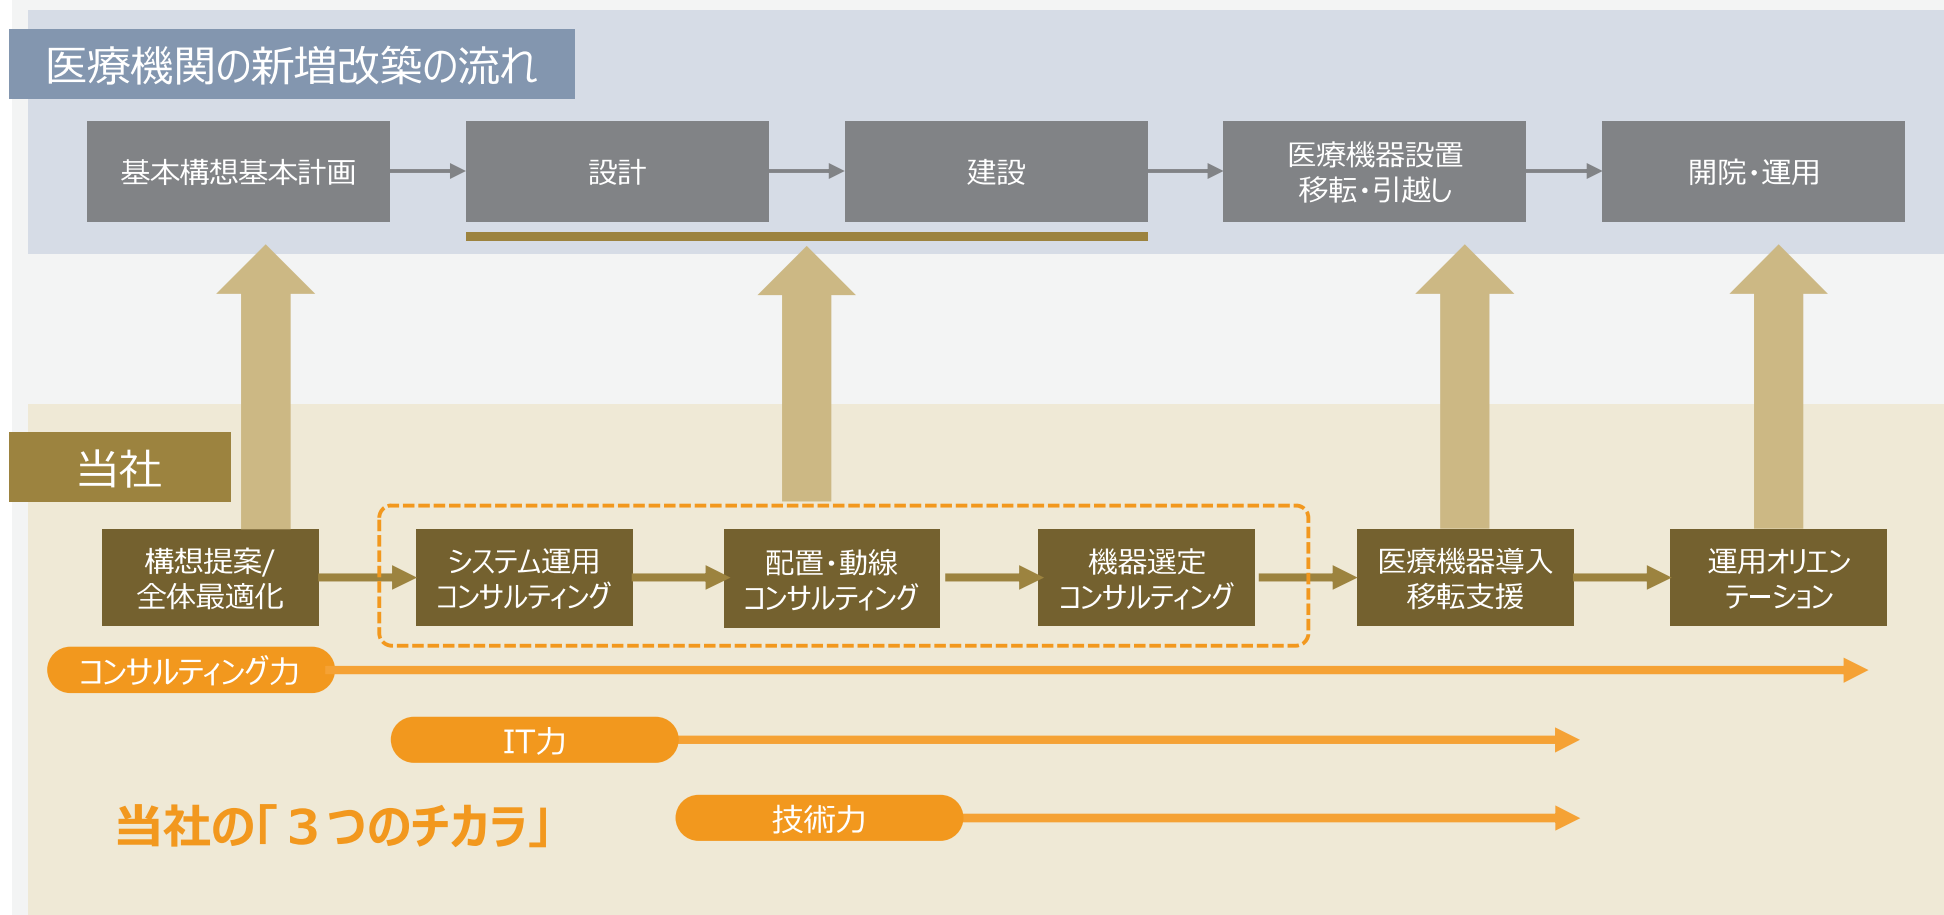 医療機関の新増改築の流れ
基本構想基本計画
設計
建設
医療機器設置
移転・引越し
開院・運用
当社
構想提案/
全体最適化
システム運用
コンサルティング
配置・動線
コンサルティング
機器選定
コンサルティング
医療機器導入
移転支援
運用オリエン
テーション
コンサルティング力
IT力
技術力
当社の「３つのチカラ」